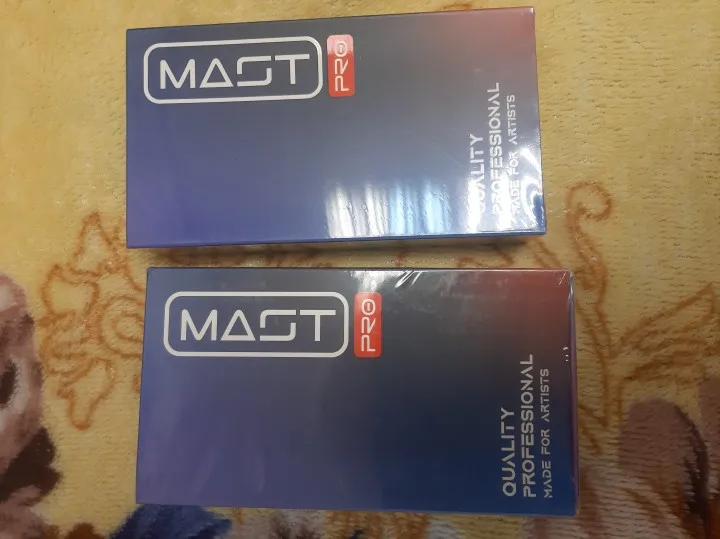 MAST
PRO
QUALITY
PROFESSIONAL
MADE FOR ARTISTS
MAST
PRO
QUALITY
PROFESSIONAL
MADE FOR ARTISTS